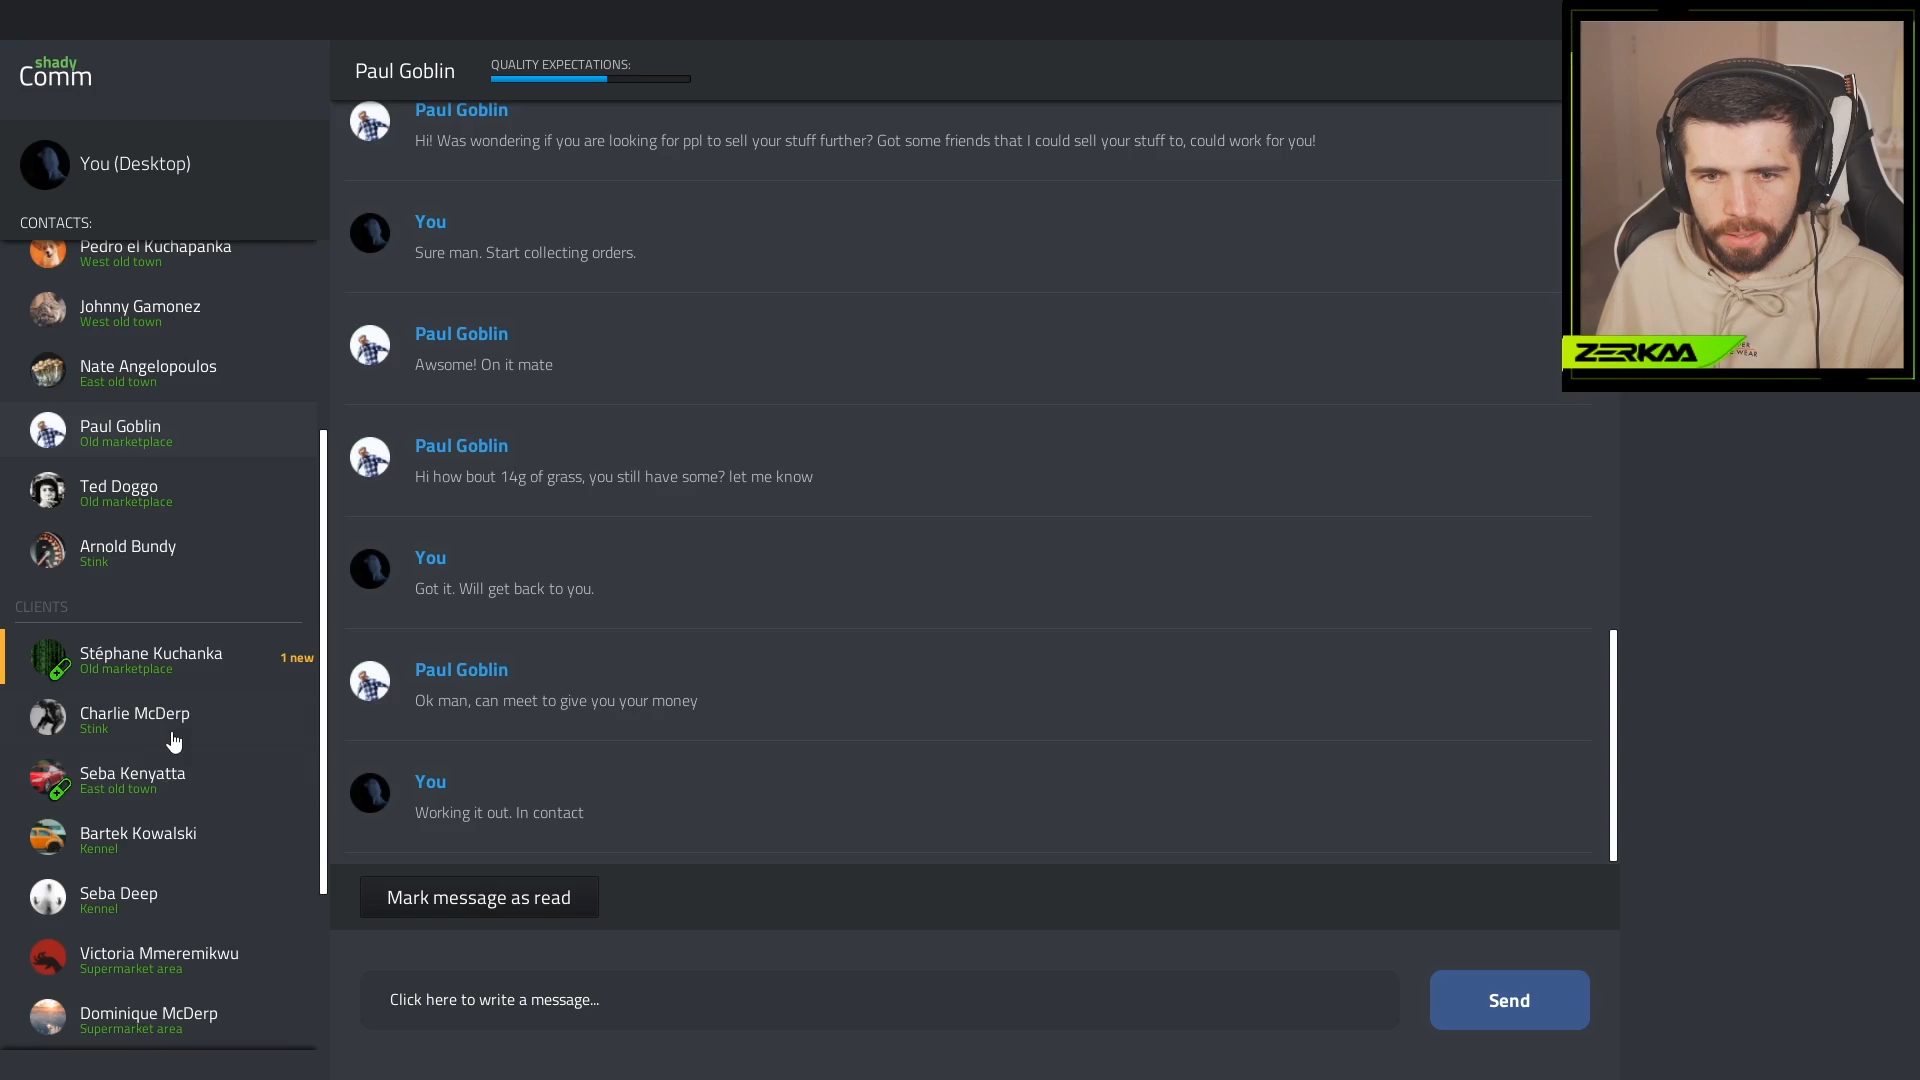 shady
Comm
You (Desktop)
CONTACTS:
Pedro el Kuchapanka
West old town
Johnny Gamonez
West old town
Nate Angelopoulos
East old town
Paul Goblin
Old marketplace
Ted Doggo
Old marketplace
Arnold Bundy
Stink
CLIENTS
Stéphane Kuchanka
Old marketplace
1 new
Charlie McDerp
Stink
Seba Kenyatta
East old town
Bartek Kowalski
Kennel
Seba Deep
Kennel
Victoria Mmeremikwu
Supermarket area
Dominique McDerp
Supermarket area
Paul Goblin
QUALITY EXPECTATIONS:
Paul Goblin
Hi! Was wondering if you are looking for ppl to sell your stuff further? Got some friends that I could sell your stuff to, could work for you!
You
Sure man. Start collecting orders.
Paul Goblin
Awsome! On it mate
Paul Goblin
Hi how bout 14g of grass, you still have some? let me know
You
Got it. Will get back to you.
Paul Goblin
Ok man, can meet to give you your money
You
Working it out. In contact
Mark message as read
Click here to write a message...
Send
ZERKAA
WEAR